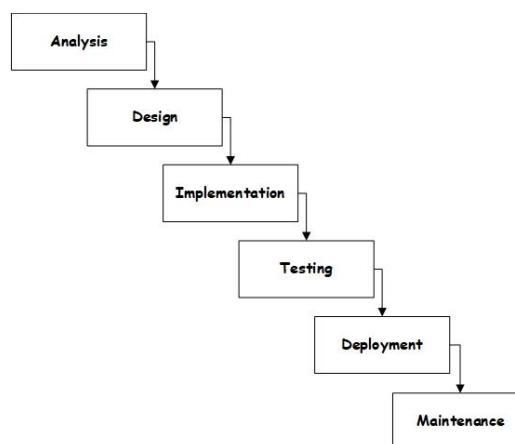 Analysis
Design
Implementation
Testing
Deployment
Maintenance